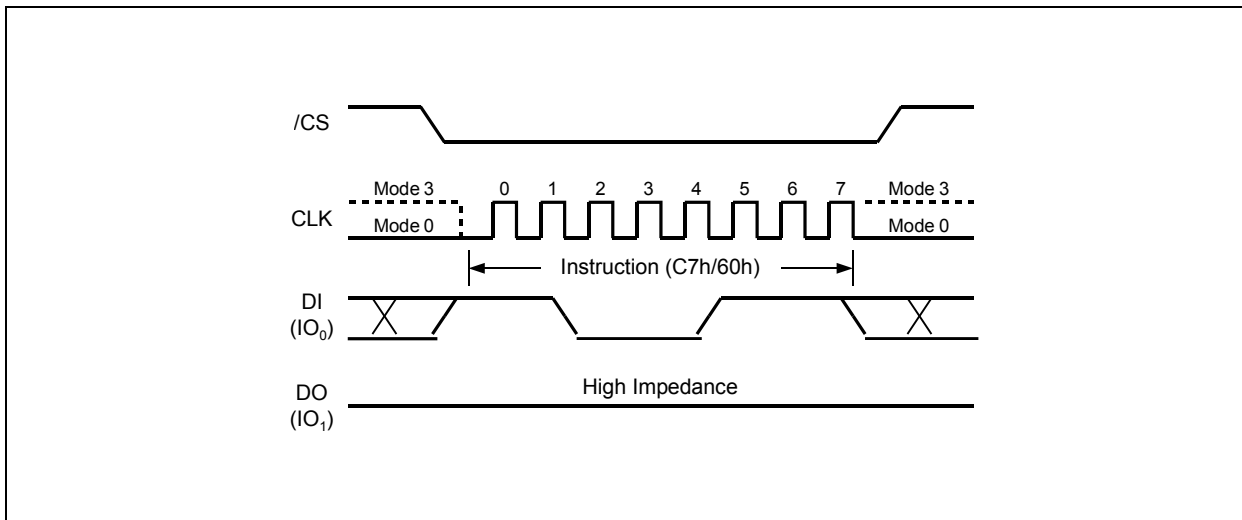 /CS
Mode 3 0 1 2 3 4 5 6 7 Mode 3
CLK
Mode 0 Mode 0
Instruction (C7h/60h)
DI
(IO₀)
High Impedance
DO
(IO₁)